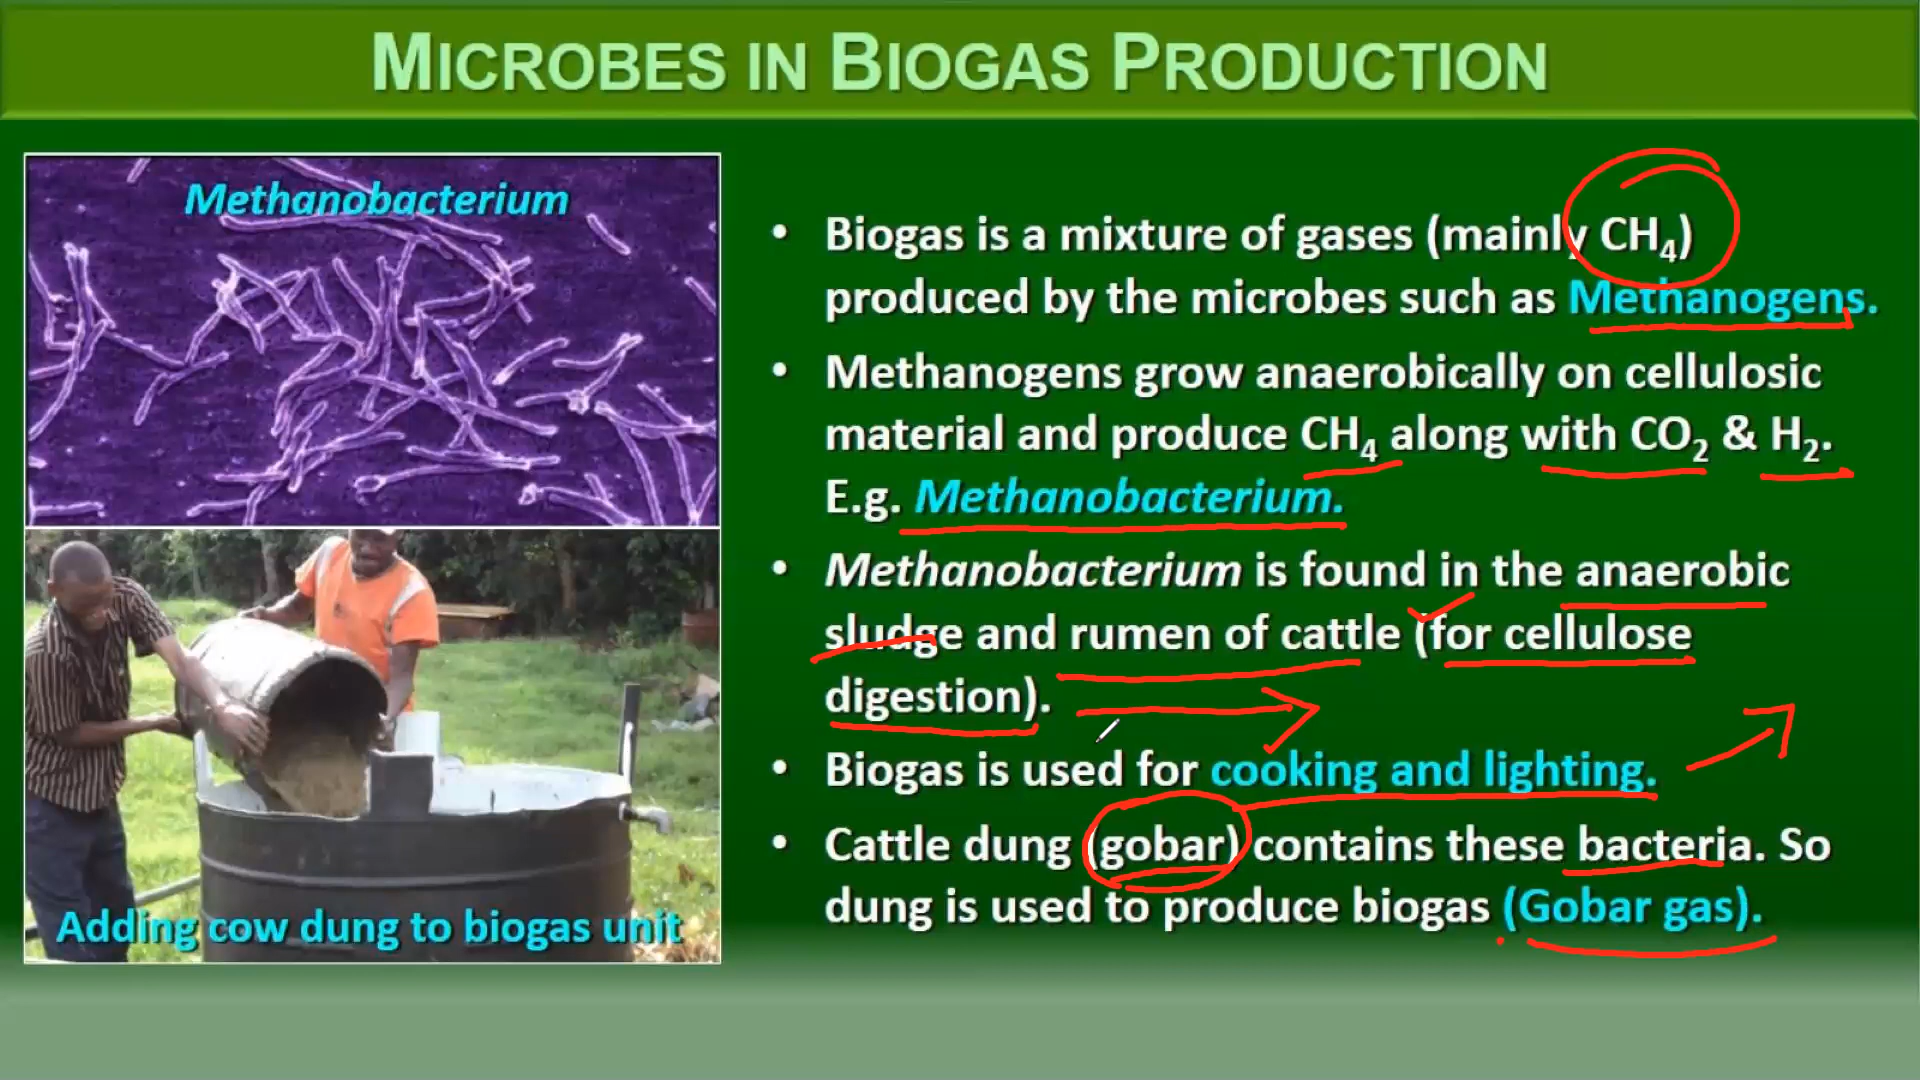 MICROBES IN BIOGAS PRODUCTION
Methanobacterium
Adding cow dung to biogas unit
• Biogas is a mixture of gases (mainly CH₄)
produced by the microbes such as Methanogens.
• Methanogens grow anaerobically on cellulosic
material and produce CH₄ along with CO₂ & H₂.
E.g. Methanobacterium.
• Methanobacterium is found in the anaerobic
sludge and rumen of cattle (for cellulose
digestion).
• Biogas is used for cooking and lighting.
• Cattle dung (gobar) contains these bacteria. So
dung is used to produce biogas (Gobar gas).